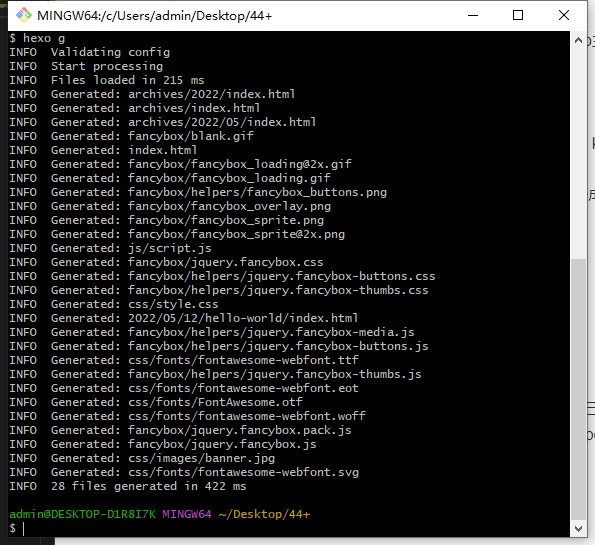 MINGW64:/c/Users/admin/Desktop/44+
$ hexo g
INFO  Validating config
INFO  Start processing
INFO  Files loaded in 215 ms
INFO  Generated: archives/2022/index.html
INFO  Generated: archives/index.html
INFO  Generated: archives/2022/05/index.html
INFO  Generated: fancybox/blank.gif
INFO  Generated: index.html
INFO  Generated: fancybox/fancybox_loading@2x.gif
INFO  Generated: fancybox/fancybox_loading.gif
INFO  Generated: fancybox/helpers/fancybox_buttons.png
INFO  Generated: fancybox/fancybox_overlay.png
INFO  Generated: fancybox/fancybox_sprite.png
INFO  Generated: fancybox/fancybox_sprite@2x.png
INFO  Generated: js/script.js
INFO  Generated: fancybox/jquery.fancybox.css
INFO  Generated: fancybox/helpers/jquery.fancybox-buttons.css
INFO  Generated: fancybox/helpers/jquery.fancybox-thumbs.css
INFO  Generated: css/style.css
INFO  Generated: 2022/05/12/hello-world/index.html
INFO  Generated: fancybox/helpers/jquery.fancybox-media.js
INFO  Generated: fancybox/helpers/jquery.fancybox-buttons.js
INFO  Generated: css/fonts/fontawesome-webfont.ttf
INFO  Generated: fancybox/helpers/jquery.fancybox-thumbs.js
INFO  Generated: css/fonts/fontawesome-webfont.eot
INFO  Generated: css/fonts/FontAwesome.otf
INFO  Generated: css/fonts/fontawesome-webfont.woff
INFO  Generated: fancybox/jquery.fancybox.pack.js
INFO  Generated: fancybox/jquery.fancybox.js
INFO  Generated: css/images/banner.jpg
INFO  Generated: css/fonts/fontawesome-webfont.svg
INFO  28 files generated in 422 ms
admin@DESKTOP-D1R8I7K MINGW64 ~/Desktop/44+
$